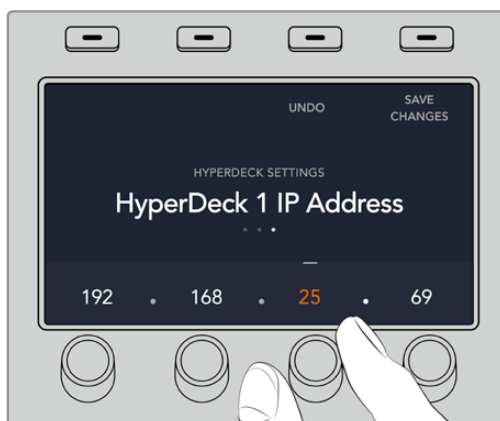 UNDO
SAVE
CHANGES
HYPERDECK SETTINGS
HyperDeck 1 IP Address
192 . 168 . 25 . 69